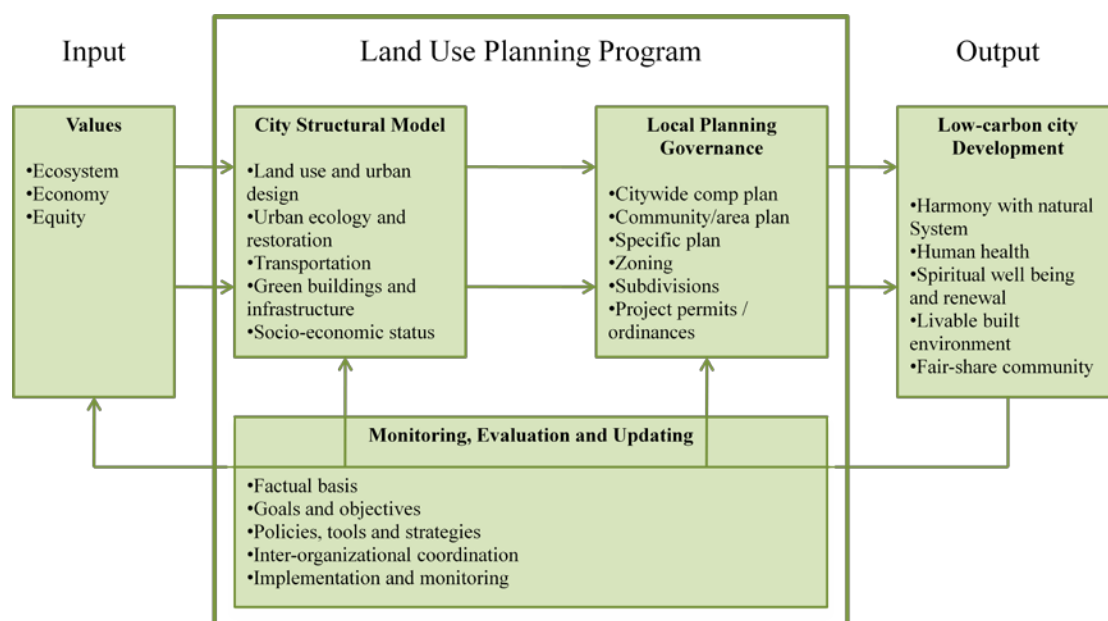 Input
Land Use Planning Program
Output
Values
•Ecosystem
•Economy
•Equity
City Structural Model
•Land use and urban
design
•Urban ecology and
restoration
•Transportation
•Green buildings and
infrastructure
•Socio-economic status
Local Planning
Governance
•Citywide comp plan
•Community/area plan
•Specific plan
•Zoning
•Subdivisions
•Project permits /
ordinances
Low-carbon city
Development
•Harmony with natural
System
•Human health
•Spiritual well being
and renewal
•Livable built
environment
•Fair-share community
Monitoring, Evaluation and Updating
•Factual basis
•Goals and objectives
•Policies, tools and strategies
•Inter-organizational coordination
•Implementation and monitoring